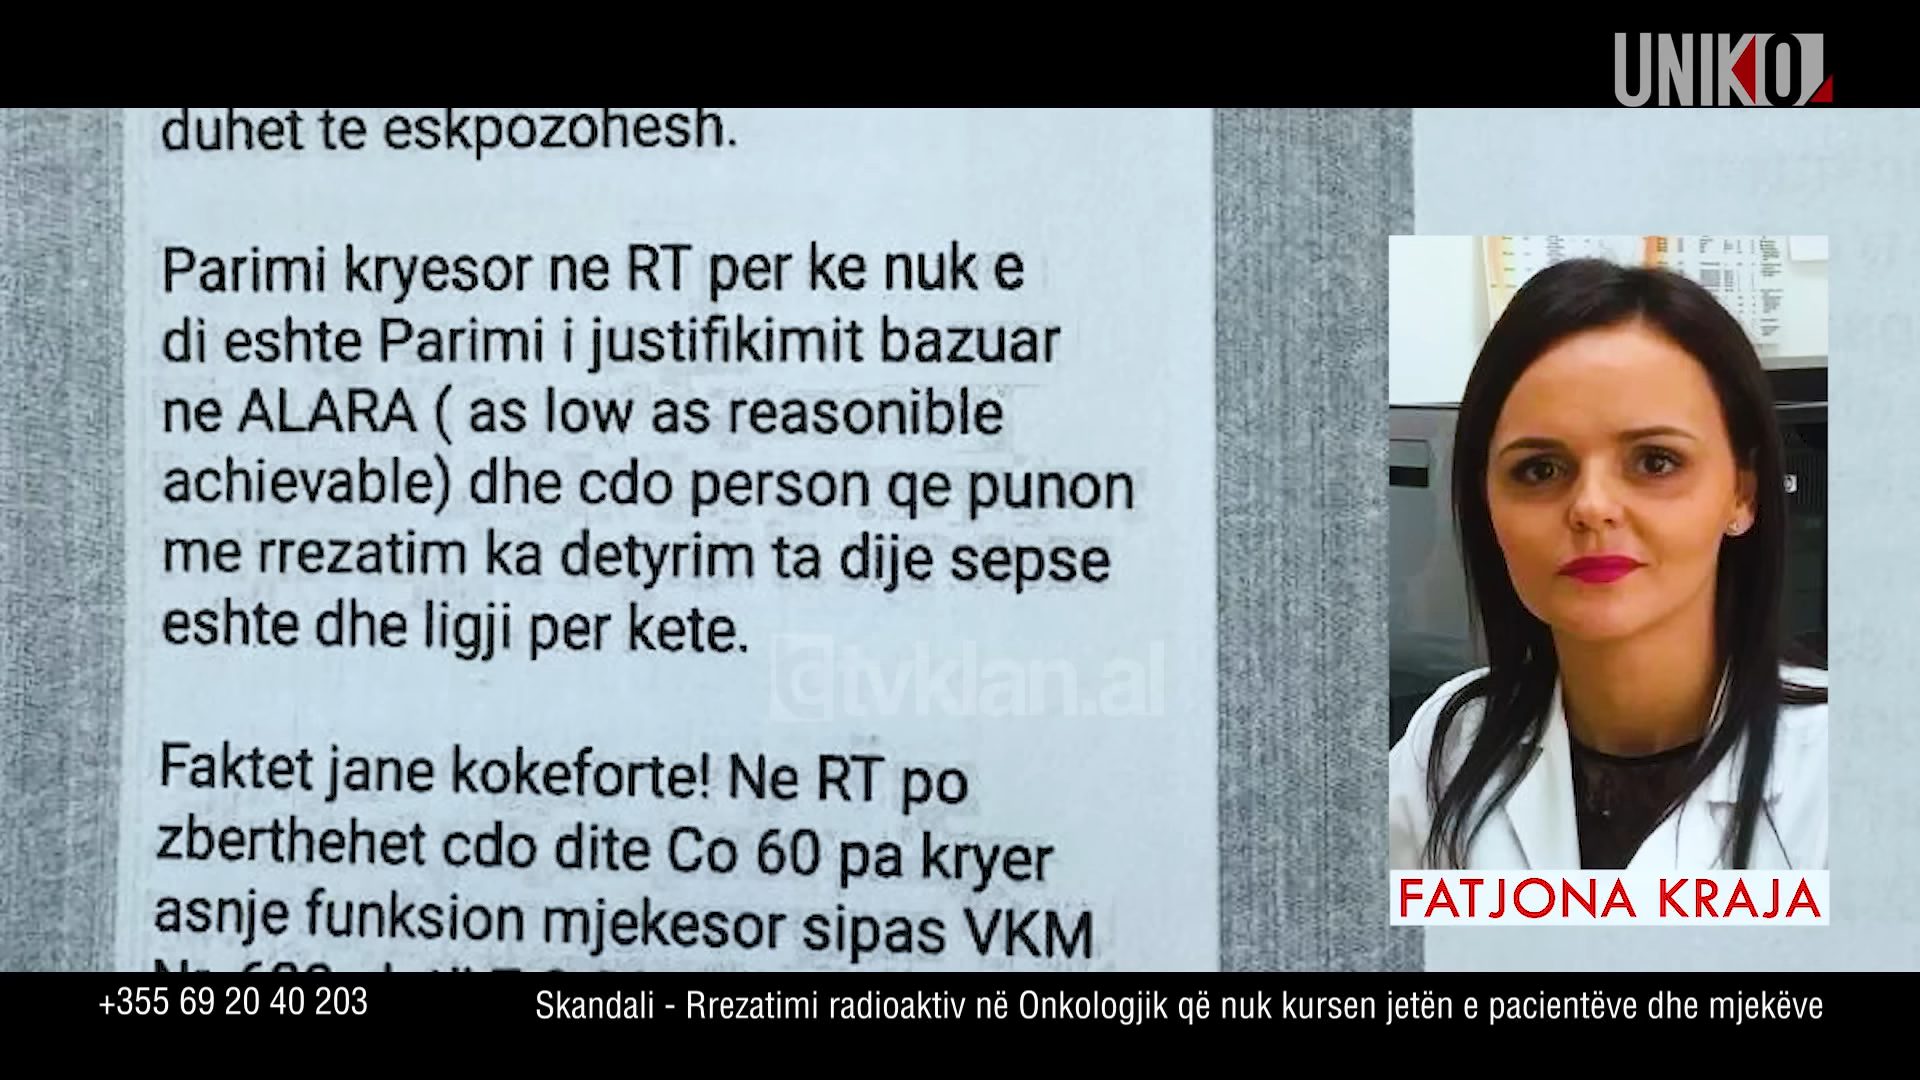 UNIKO
duhet te eskpozohesh.
Parimi kryesor ne RT per ke nuk e
di eshte Parimi i justifikimit bazuar
ne ALARA ( as low as reasonible
achievable) dhe cdo person qe punon
me rrezatim ka detyrim ta dije sepse
eshte dhe ligji per kete.
tvklan.al
Faktet jane kokeforte! Ne RT po
zberthehet cdo dite Co 60 pa kryer
asnje funksion mjekesor sipas VKM
FATJONA KRAJA
+355 69 20 40 203
Skandali - Rrezatimi radioaktiv në Onkologjik që nuk kursen jetën e pacientëve dhe mjekëve